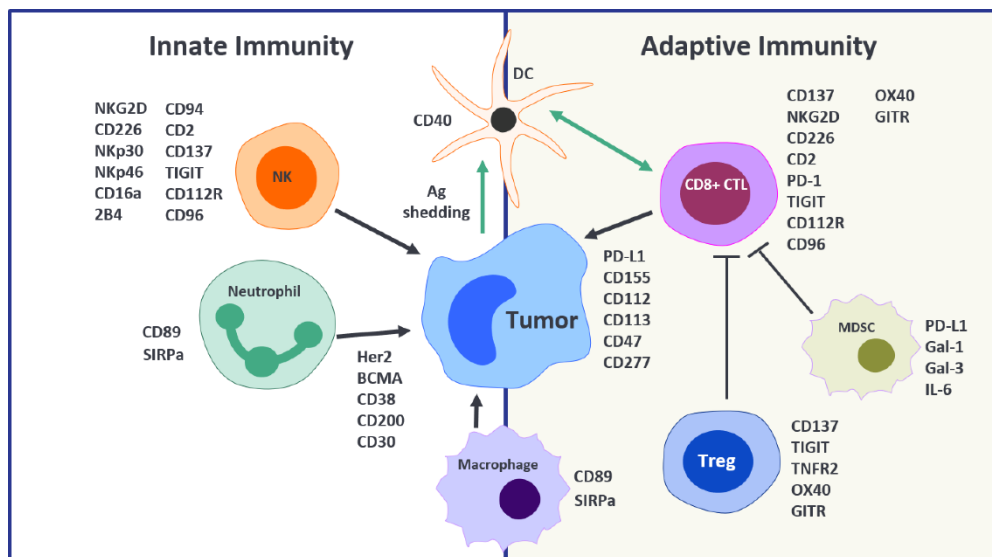 Innate Immunity
Adaptive Immunity
DC
CD40
NKG2D CD94
CD226 CD2
NKp30 CD137
NKp46 TIGIT
CD16a CD112R
2B4 CD96
NK
Ag
shedding
CD137 OX40
NKG2D GITR
CD226
CD2
PD-1
TIGIT
CD112R
CD96
CD8+ CTL
Neutrophil
CD89
SIRPa
Tumor
PD-L1
CD155
CD112
CD113
CD47
CD277
Her2
BCMA
CD38
CD200
CD30
MDSC
PD-L1
Gal-1
Gal-3
IL-6
Macrophage
CD89
SIRPa
Treg
CD137
TIGIT
TNFR2
OX40
GITR